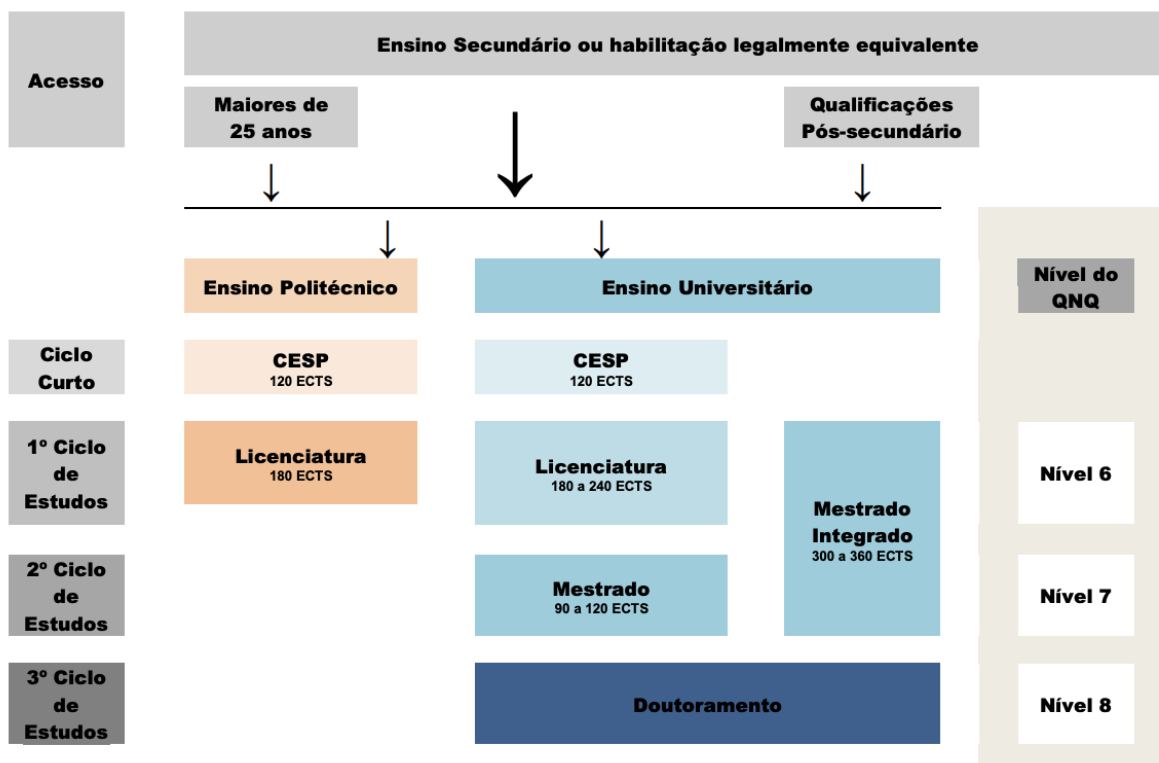 Acesso
Ensino Secundário ou habilitação legalmente equivalente
Maiores de
25 anos
Qualificações
Pós-secundário
Ensino Politécnico
Ensino Universitário
Nível do
QNQ
Ciclo
Curto
CESP
120 ECTS
CESP
120 ECTS
1º Ciclo
de
Estudos
Licenciatura
180 ECTS
Licenciatura
180 a 240 ECTS
Mestrado
Integrado
300 a 360 ECTS
Nível 6
2º Ciclo
de
Estudos
Mestrado
90 a 120 ECTS
Nível 7
3º Ciclo
de
Estudos
Doutoramento
Nível 8